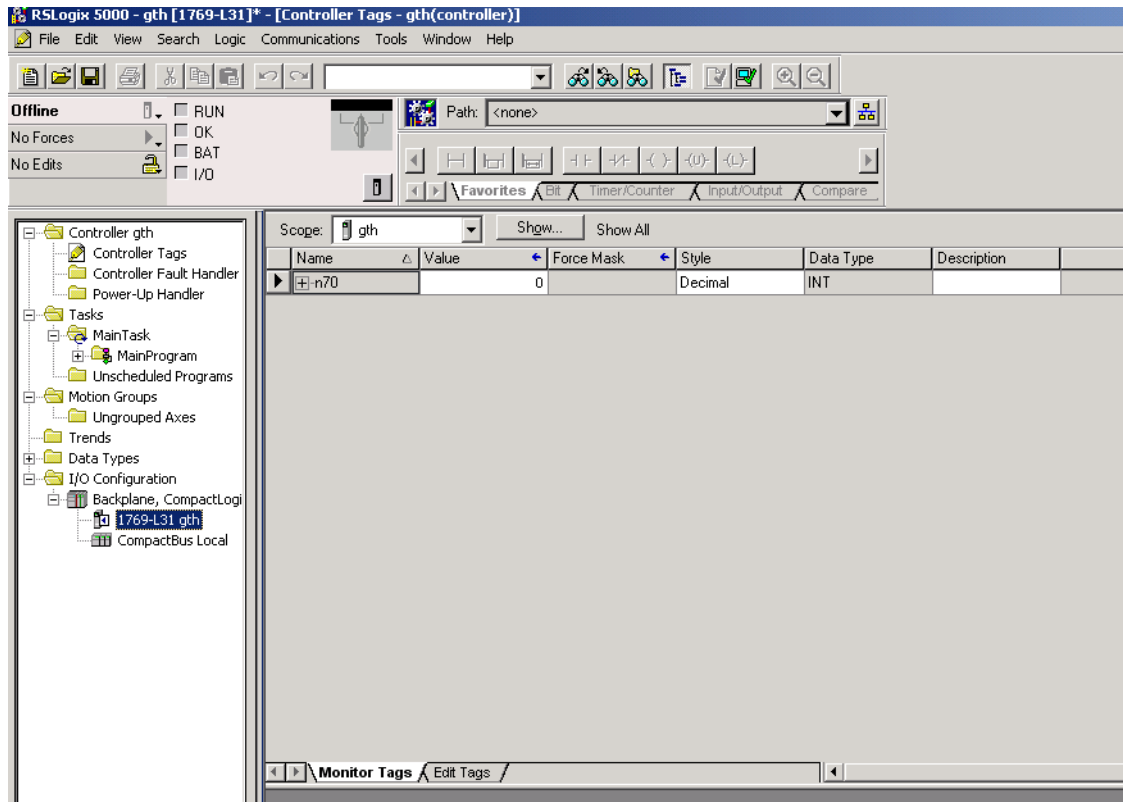 RSLogix 5000 - gth [1769-L31]* - [Controller Tags - gth(controller)]
File Edit View Search Logic Communications Tools Window Help
Offline
RUN
No Forces
OK
No Edits
BAT
I/O
Path: <none>
Favorites Bit Timer/Counter Input/Output Compare
Controller gth
Controller Tags
Controller Fault Handler
Power-Up Handler
Tasks
MainTask
MainProgram
Unscheduled Programs
Motion Groups
Ungrouped Axes
Trends
Data Types
I/O Configuration
Backplane, CompactLogi
1769-L31 gth
CompactBus Local
Scope: gth Show... Show All
Name Value Force Mask Style Data Type Description
n70 0 Decimal INT
Monitor Tags Edit Tags